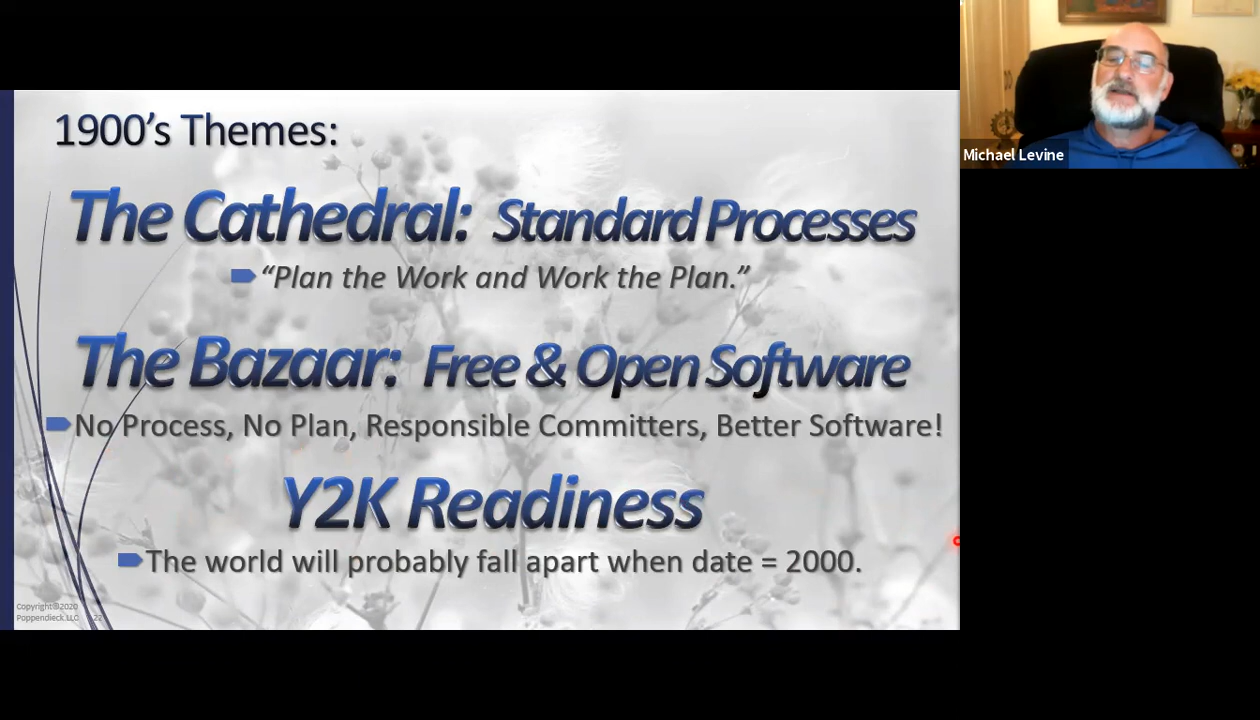 1900’s Themes:
The Cathedral: Standard Processes
“Plan the Work and Work the Plan.”
The Bazaar: Free & Open Software
No Process, No Plan, Responsible Committers, Better Software!
Y2K Readiness
The world will probably fall apart when date = 2000.
Copyright©2020
Poppendieck.LLC 22
Michael Levine